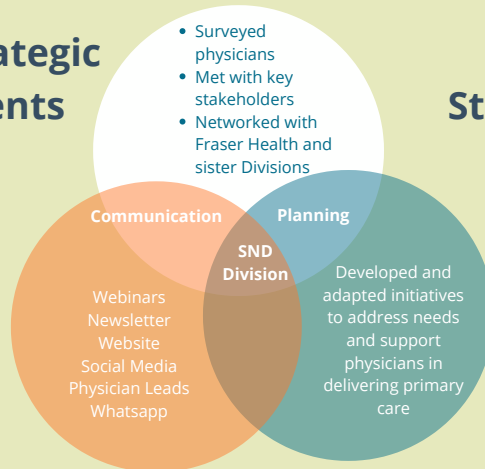 ategic
ents
St
• Surveyed
physicians
• Met with key
stakeholders
• Networked with
Fraser Health and
sister Divisions
Communication
Planning
SND
Division
Webinars
Newsletter
Website
Social Media
Physician Leads
Whatsapp
Developed and
adapted initiatives
to address needs
and support
physicians in
delivering primary
care